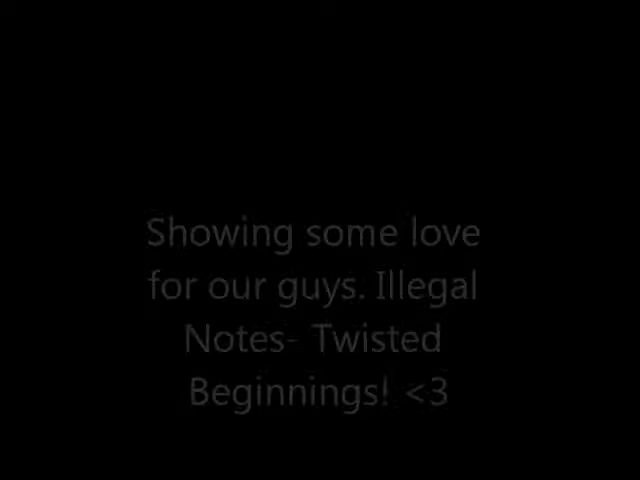 Showing some love
for our guys. Illegal
Notes- Twisted
Beginnings! <3